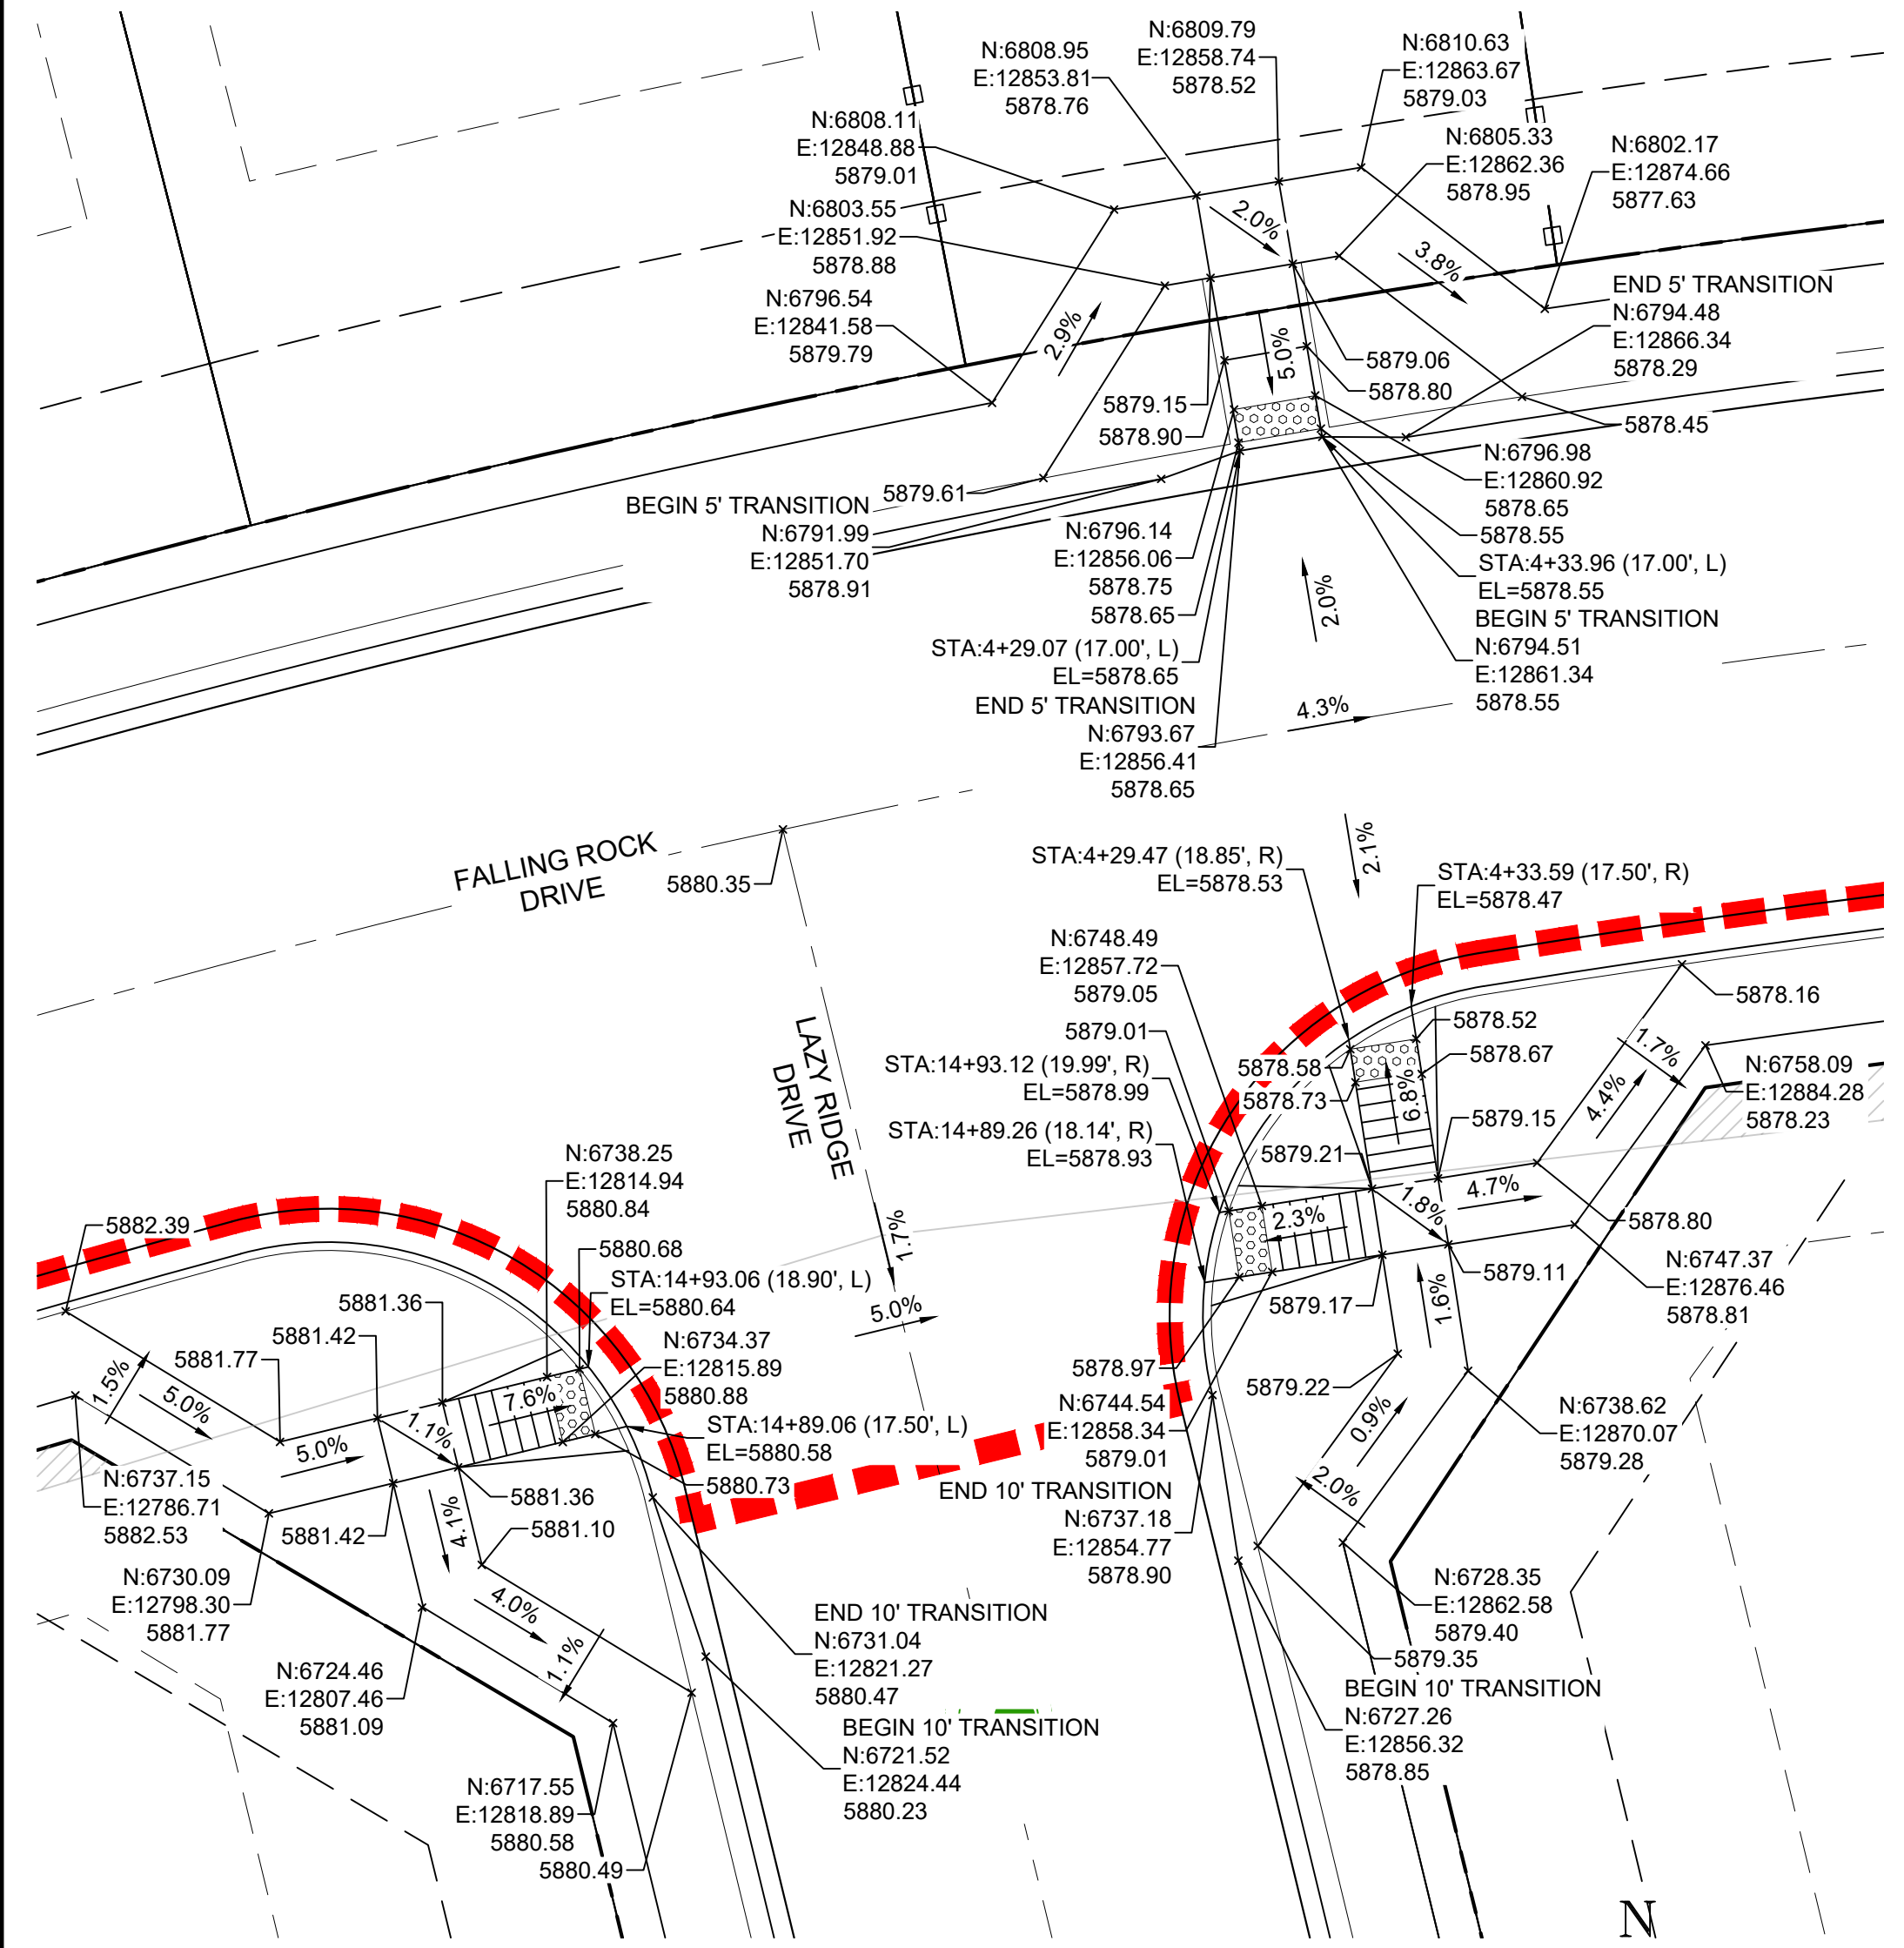 N:6809.79
E:12858.74
5878.52
N:6808.95
E:12853.81
5878.76
N:6810.63
E:12863.67
5879.03
N:6808.11
E:12848.88
5879.01
N:6805.33
E:12862.36
5878.95
N:6802.17
E:12874.66
5877.63
N:6803.55
E:12851.92
5878.88
2.0%
3.8%
N:6796.54
E:12841.58
5879.79
2.9%
5.0%
END 5' TRANSITION
N:6794.48
E:12866.34
5878.29
5879.06
5878.80
5879.15
5878.90
5878.45
N:6796.98
E:12860.92
5878.65
5878.55
5879.61
BEGIN 5' TRANSITION
N:6791.99
E:12851.70
5878.91
N:6796.14
E:12856.06
5878.75
5878.65
STA:4+33.96 (17.00', L)
EL=5878.55
BEGIN 5' TRANSITION
N:6794.51
E:12861.34
5878.55
2.0%
STA:4+29.07 (17.00', L)
EL=5878.65
END 5' TRANSITION
N:6793.67
E:12856.41
5878.65
4.3%
FALLING ROCK
DRIVE
5880.35
2.1%
STA:4+29.47 (18.85', R)
EL=5878.53
STA:4+33.59 (17.50', R)
EL=5878.47
N:6748.49
E:12857.72
5879.05
5879.01
STA:14+93.12 (19.99', R)
EL=5878.99
STA:14+89.26 (18.14', R)
EL=5878.93
LAZY RIDGE
DRIVE
5878.16
5878.52
5878.67
5878.58
5878.73
6.8%
1.7%
4.4%
N:6758.09
E:12884.28
5878.23
5879.15
5879.21
4.7%
1.8%
2.3%
5878.80
5879.11
N:6747.37
E:12876.46
5878.81
N:6738.25
E:12814.94
5880.84
5880.68
STA:14+93.06 (18.90', L)
EL=5880.64
1.7%
5.0%
5882.39
5881.36
5881.42
5881.77
1.5%
5.0%
5.0%
1.1%
7.6%
N:6734.37
E:12815.89
5880.88
STA:14+89.06 (17.50', L)
EL=5880.58
5880.73
5879.17
1.6%
5878.97
5879.22
N:6744.54
E:12858.34
5879.01
0.9%
2.0%
N:6738.62
E:12870.07
5879.28
N:6737.15
E:12786.71
5882.53
5881.36
5881.42
5881.10
4.1%
4.0%
1.1%
END 10' TRANSITION
N:6737.18
E:12854.77
5878.90
N:6730.09
E:12798.30
5881.77
N:6728.35
E:12862.58
5879.40
5879.35
END 10' TRANSITION
N:6731.04
E:12821.27
5880.47
N:6724.46
E:12807.46
5881.09
BEGIN 10' TRANSITION
N:6727.26
E:12856.32
5878.85
BEGIN 10' TRANSITION
N:6721.52
E:12824.44
5880.23
N:6717.55
E:12818.89
5880.58
5880.49
N